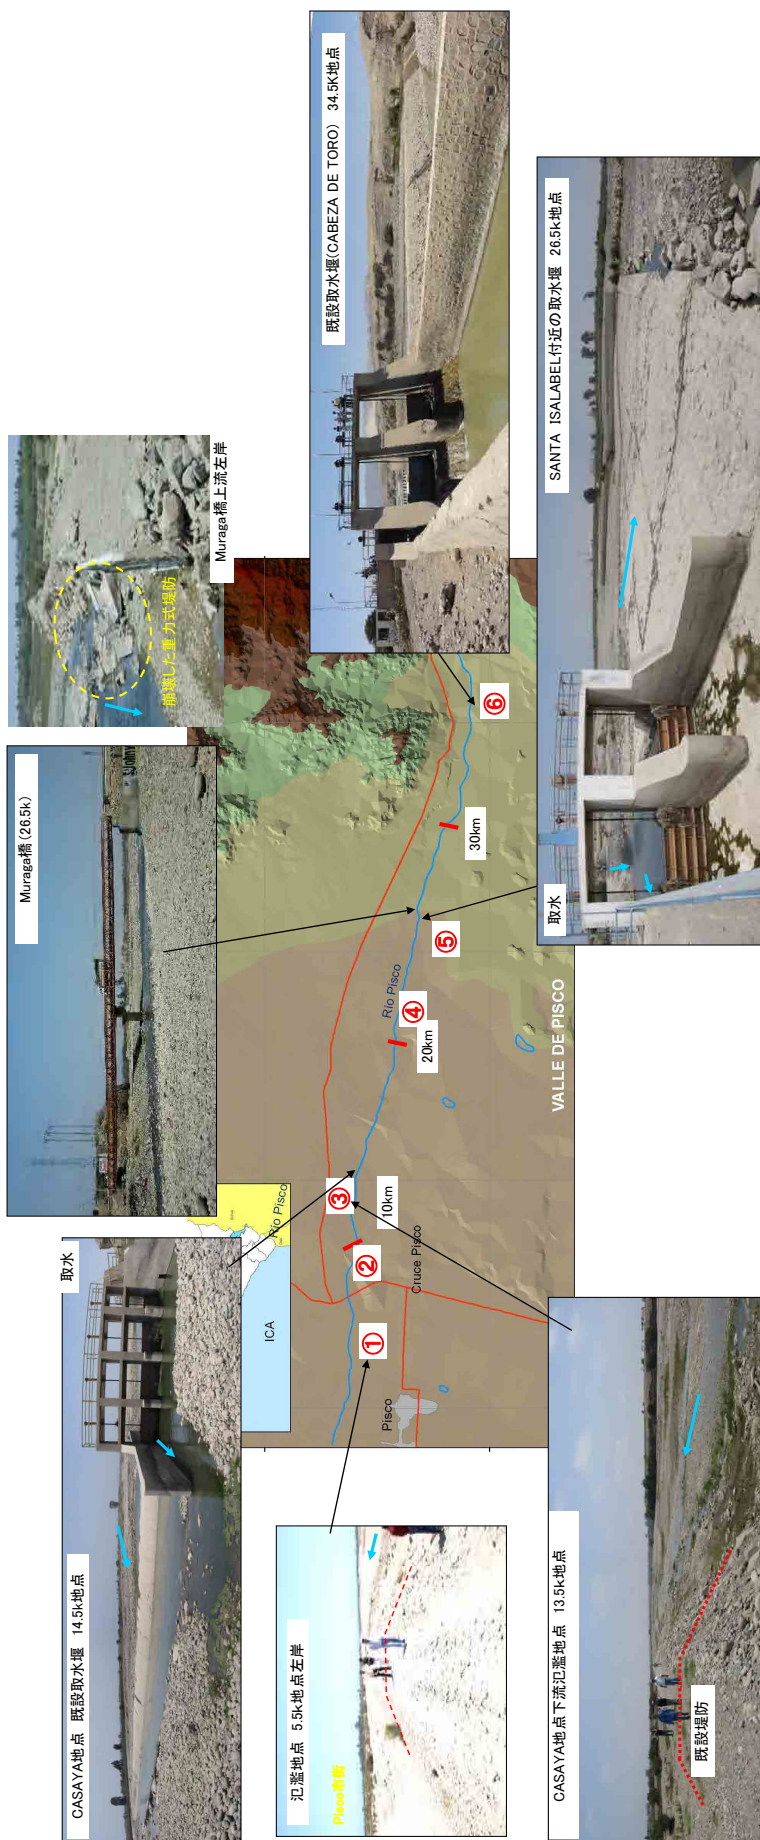 CASAYA地点 既設取水堰 14.5k地点
取水
Muraga橋 (26.5k)
崩壊した重力式堤防
Muraga橋上流左岸
氾濫地点 5.5k地点左岸
Pisco市街
ICA
Río Pisco
Pisco
①
Cruce Pisco
②
③
10km
20km
④
Río Pisco
⑤
30km
⑥
VALLE DE PISCO
既設取水堰(CABEZA DE TORO) 34.5K地点
CASAYA地点下流氾濫地点 13.5k地点
既設堤防
取水
SANTA ISALABEL付近の取水堰 26.5k地点